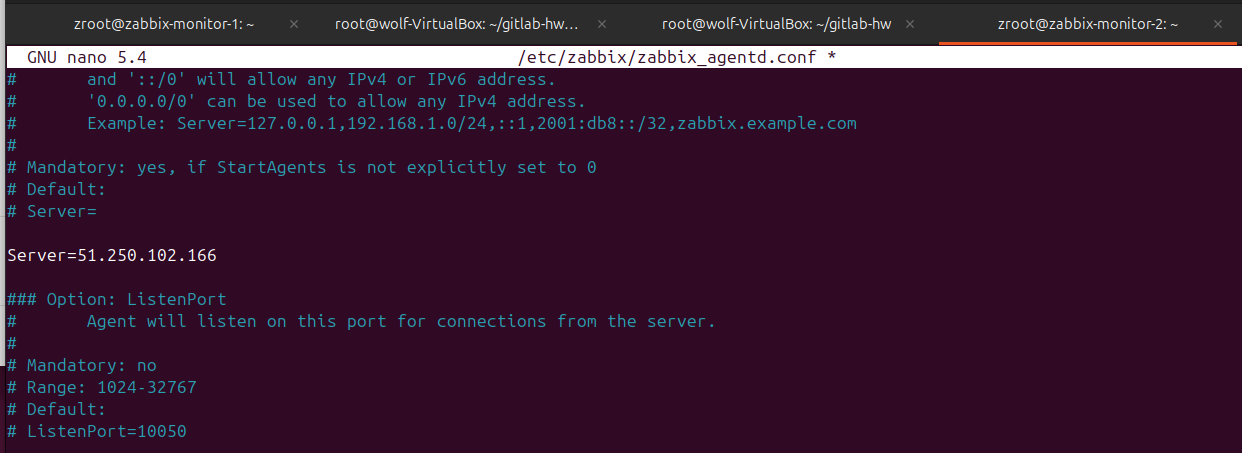 zroot@zabbix-monitor-1: ~ × root@wolf-VirtualBox: ~/gitlab-hw... × root@wolf-VirtualBox: ~/gitlab-hw × zroot@zabbix-monitor-2: ~ ×
GNU nano 5.4 /etc/zabbix/zabbix_agentd.conf *
#       and '::/0' will allow any IPv4 or IPv6 address.
#       '0.0.0.0/0' can be used to allow any IPv4 address.
#       Example: Server=127.0.0.1,192.168.1.0/24,::1,2001:db8::/32,zabbix.example.com
#
# Mandatory: yes, if StartAgents is not explicitly set to 0
# Default:
# Server=
Server=51.250.102.166
### Option: ListenPort
#       Agent will listen on this port for connections from the server.
#
# Mandatory: no
# Range: 1024-32767
# Default:
# ListenPort=10050